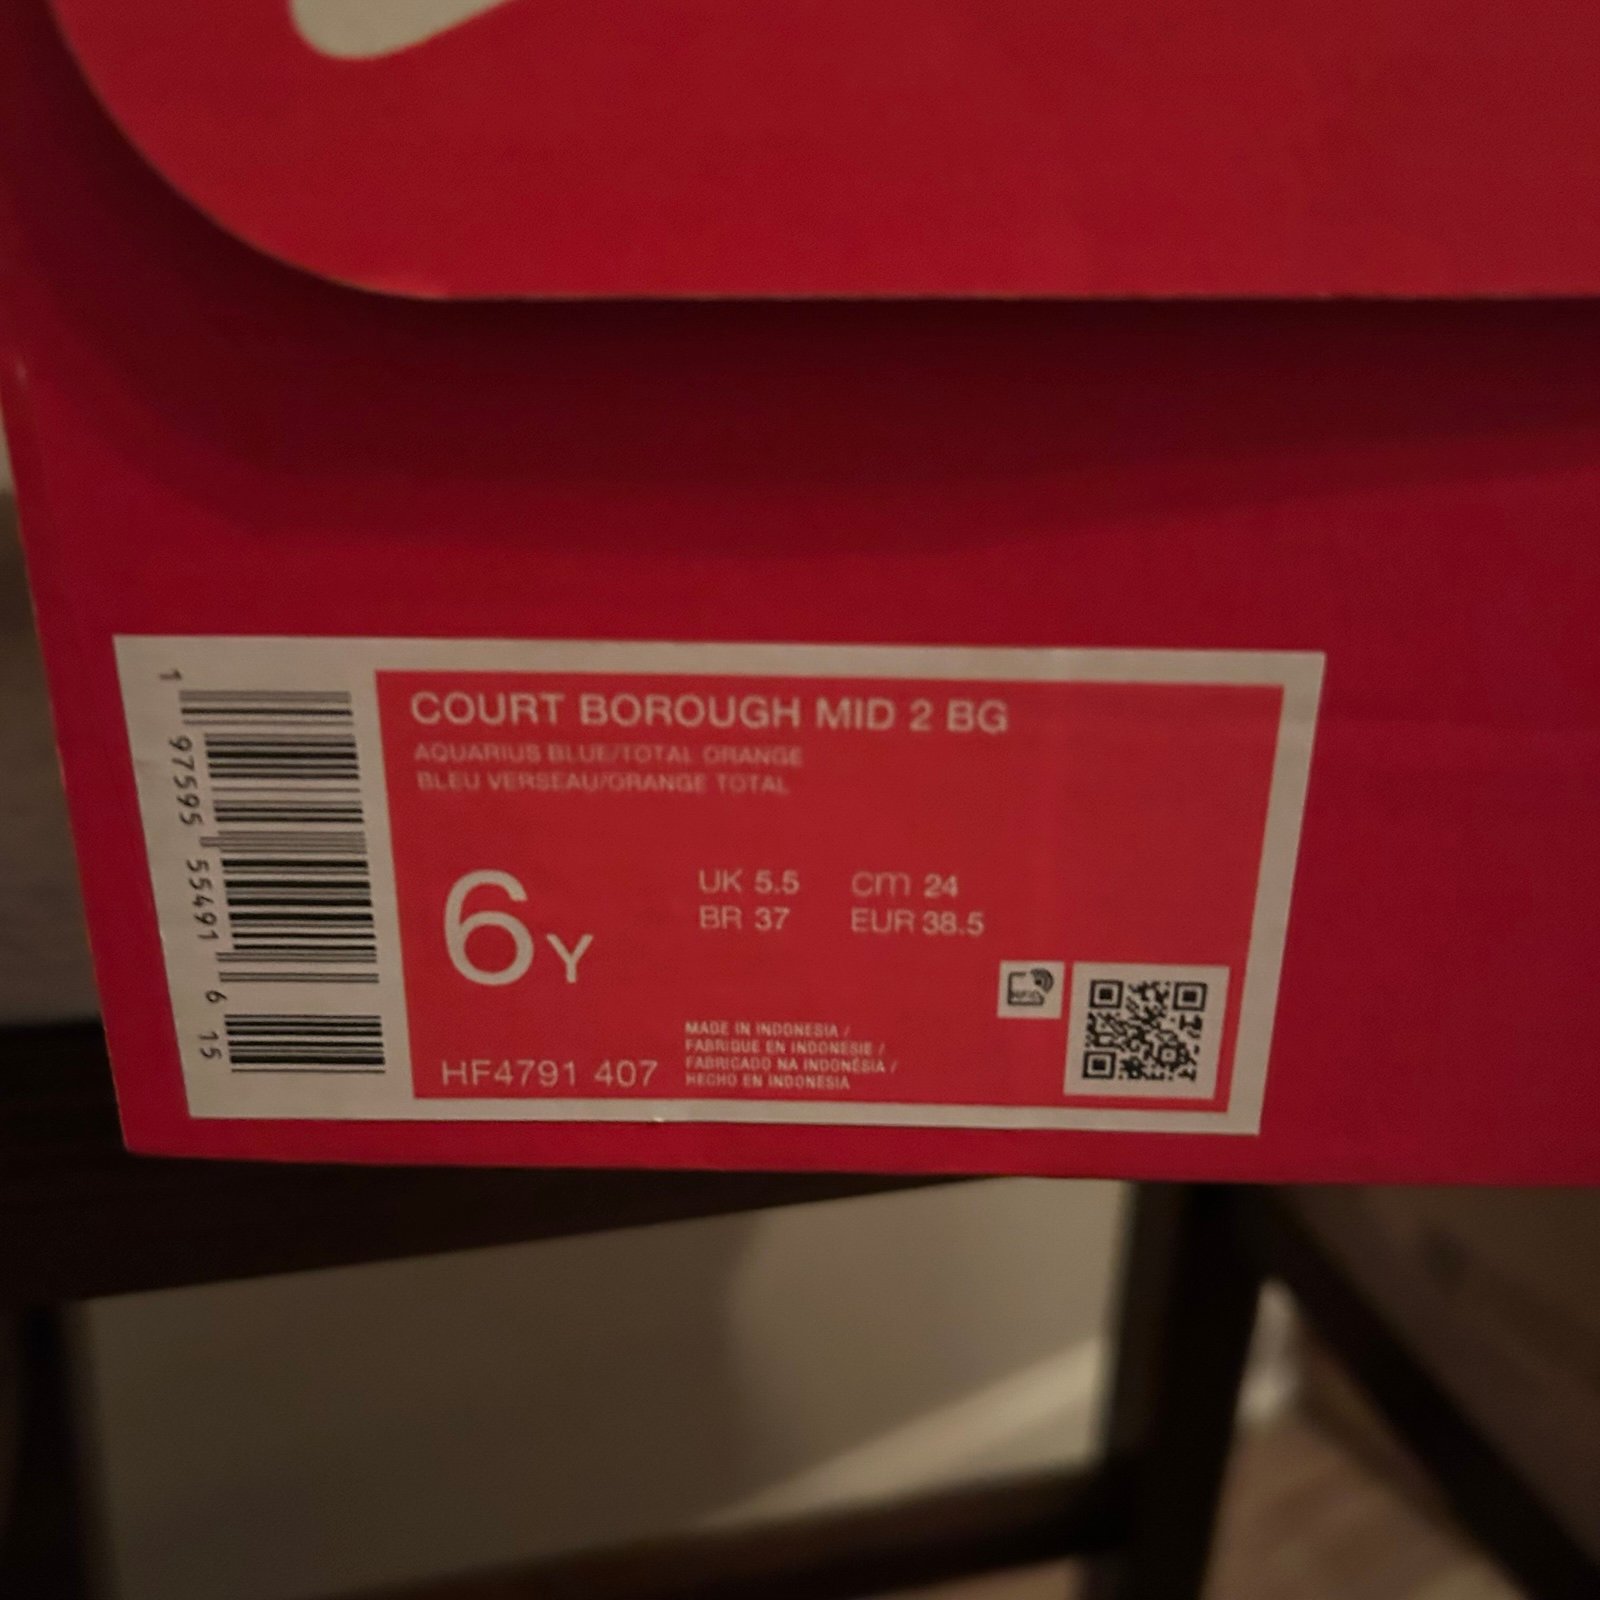 1 97595 55491 6 15
COURT BOROUGH MID 2 BG
AQUARIUS BLUE/TOTAL ORANGE
BLEU VERSEAU/ORANGE TOTAL
6Y
UK 5.5 cm 24
BR 37 EUR 38.5
HF4791 407
MADE IN INDONESIA /
FABRIQUE EN INDONESIE /
FABRICADO NA INDONÉSIA /
HECHO EN INDONESIA